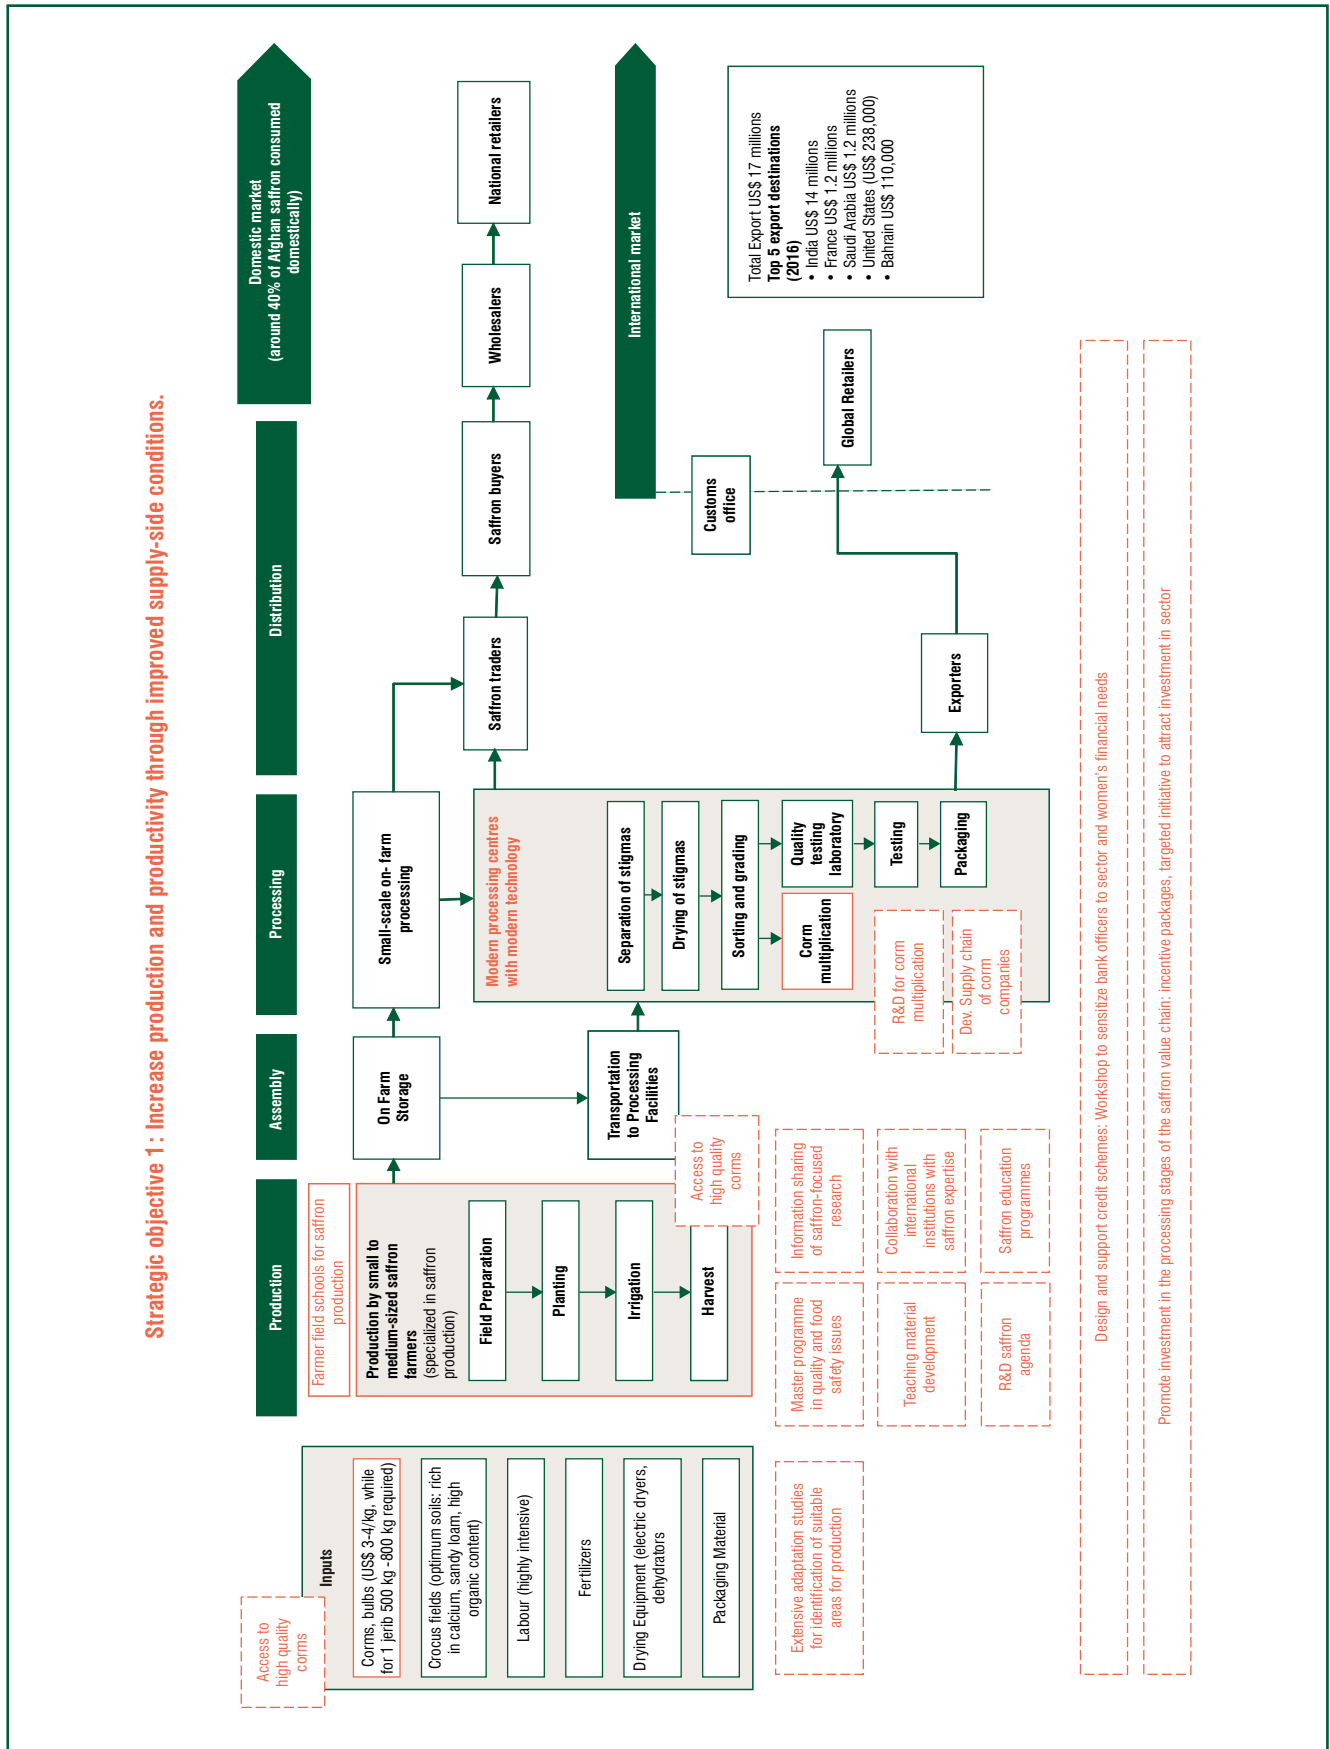 Strategic objective 1: Increase production and productivity through improved supply-side conditions.
Production
Assembly
Processing
Distribution
Domestic market
(around 40% of Afghan saffron consumed
domestically)
Access to
high quality
corms
Inputs
Corms, bulbs (US$ 3-4/kg, while
for 1 jerib 500 kg -800 kg required)
Crocus fields (optimum soils: rich
in calcium, sandy loam, high
organic content)
Labour (highly intensive)
Fertilizers
Drying Equipment (electric dryers,
dehydrators
Packaging Material
Extensive adaptation studies
for identification of suitable
areas for production
Farmer field schools for saffron
production
Production by small to
medium-sized saffron
farmers
(specialized in saffron
production)
Field Preparation
Planting
Irrigation
Harvest
Access to
high quality
corms
Master programme
in quality and food
safety issues
Information sharing
of saffron-focused
research
Teaching material
development
Collaboration with
international
institutions with
saffron expertise
R&D saffron
agenda
Saffron education
programmes
On Farm
Storage
Transportation
to Processing
Facilities
Small-scale on- farm
processing
Modern processing centres
with modern technology
Separation of stigmas
Drying of stigmas
Sorting and grading
Corm
multiplication
Quality
testing
laboratory
Testing
Packaging
R&D for corm
multiplication
Dev. Supply chain
of corm
companies
Saffron traders
Saffron buyers
Wholesalers
National retailers
International market
Customs
office
Exporters
Global Retailers
Total Export US$ 17 millions
Top 5 export destinations
(2016)
• India US$ 14 millions
• France US$ 1.2 millions
• Saudi Arabia US$ 1.2 millions
• United States (US$ 238,000)
• Bahrain US$ 110,000
Design and support credit schemes: Workshop to sensitize bank officers to sector and women's financial needs
Promote investment in the processing stages of the saffron value chain: incentive packages, targeted initiative to attract investment in sector